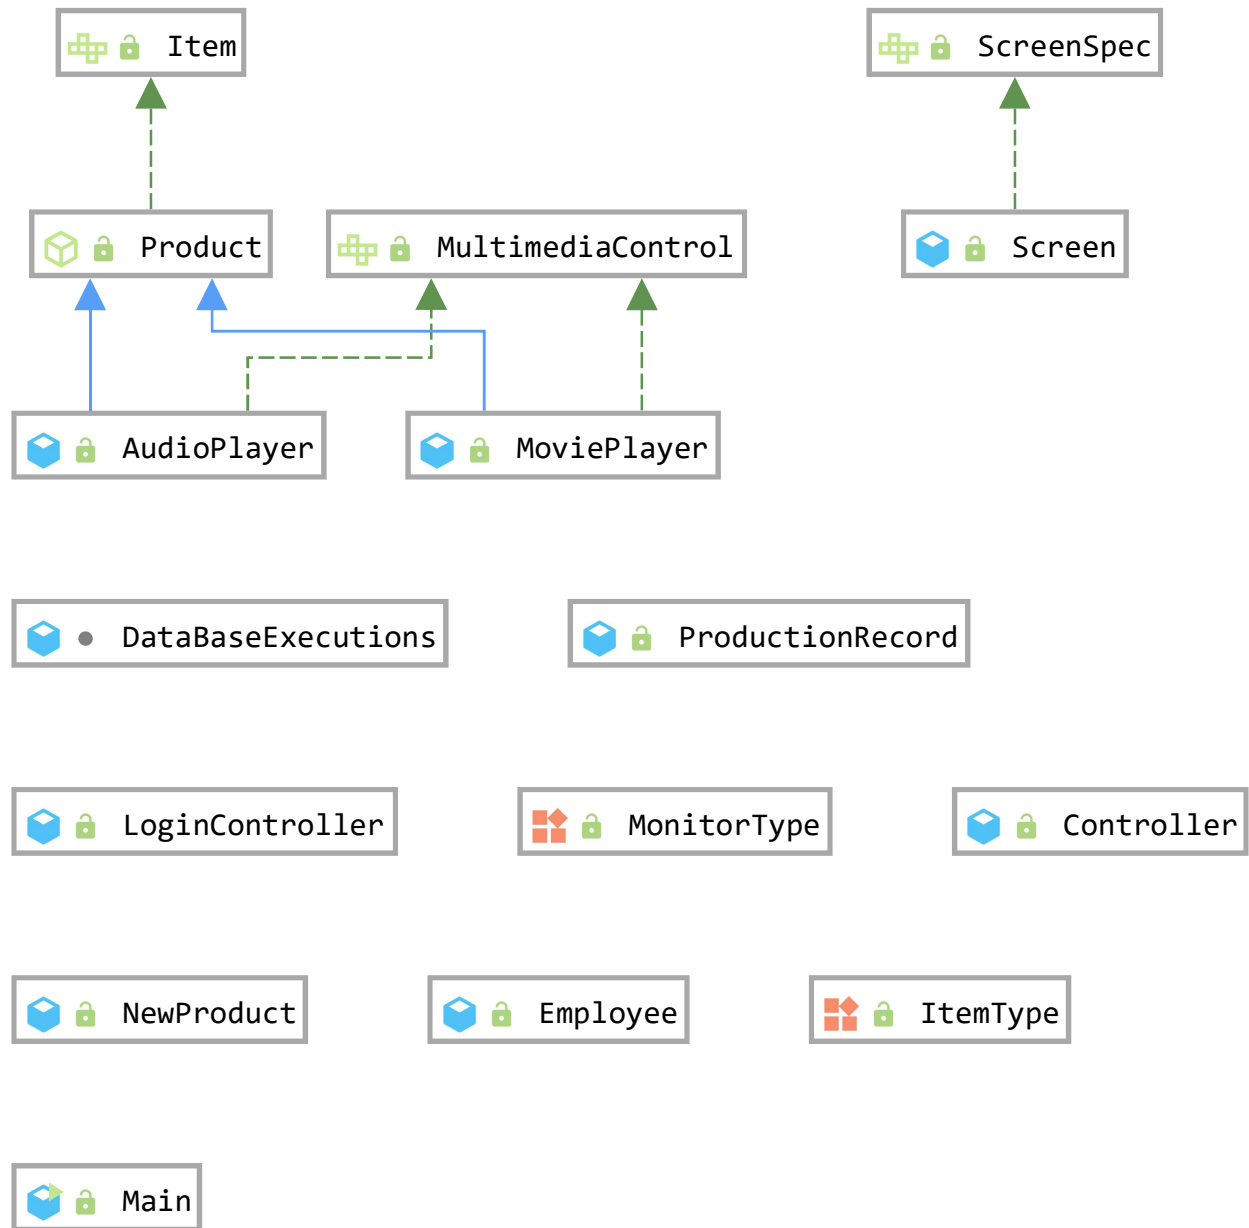 Item
ScreenSpec
Product
MultimediaControl
Screen
AudioPlayer
MoviePlayer
DataBaseExecutions
ProductionRecord
LoginController
MonitorType
Controller
NewProduct
Employee
ItemType
Main